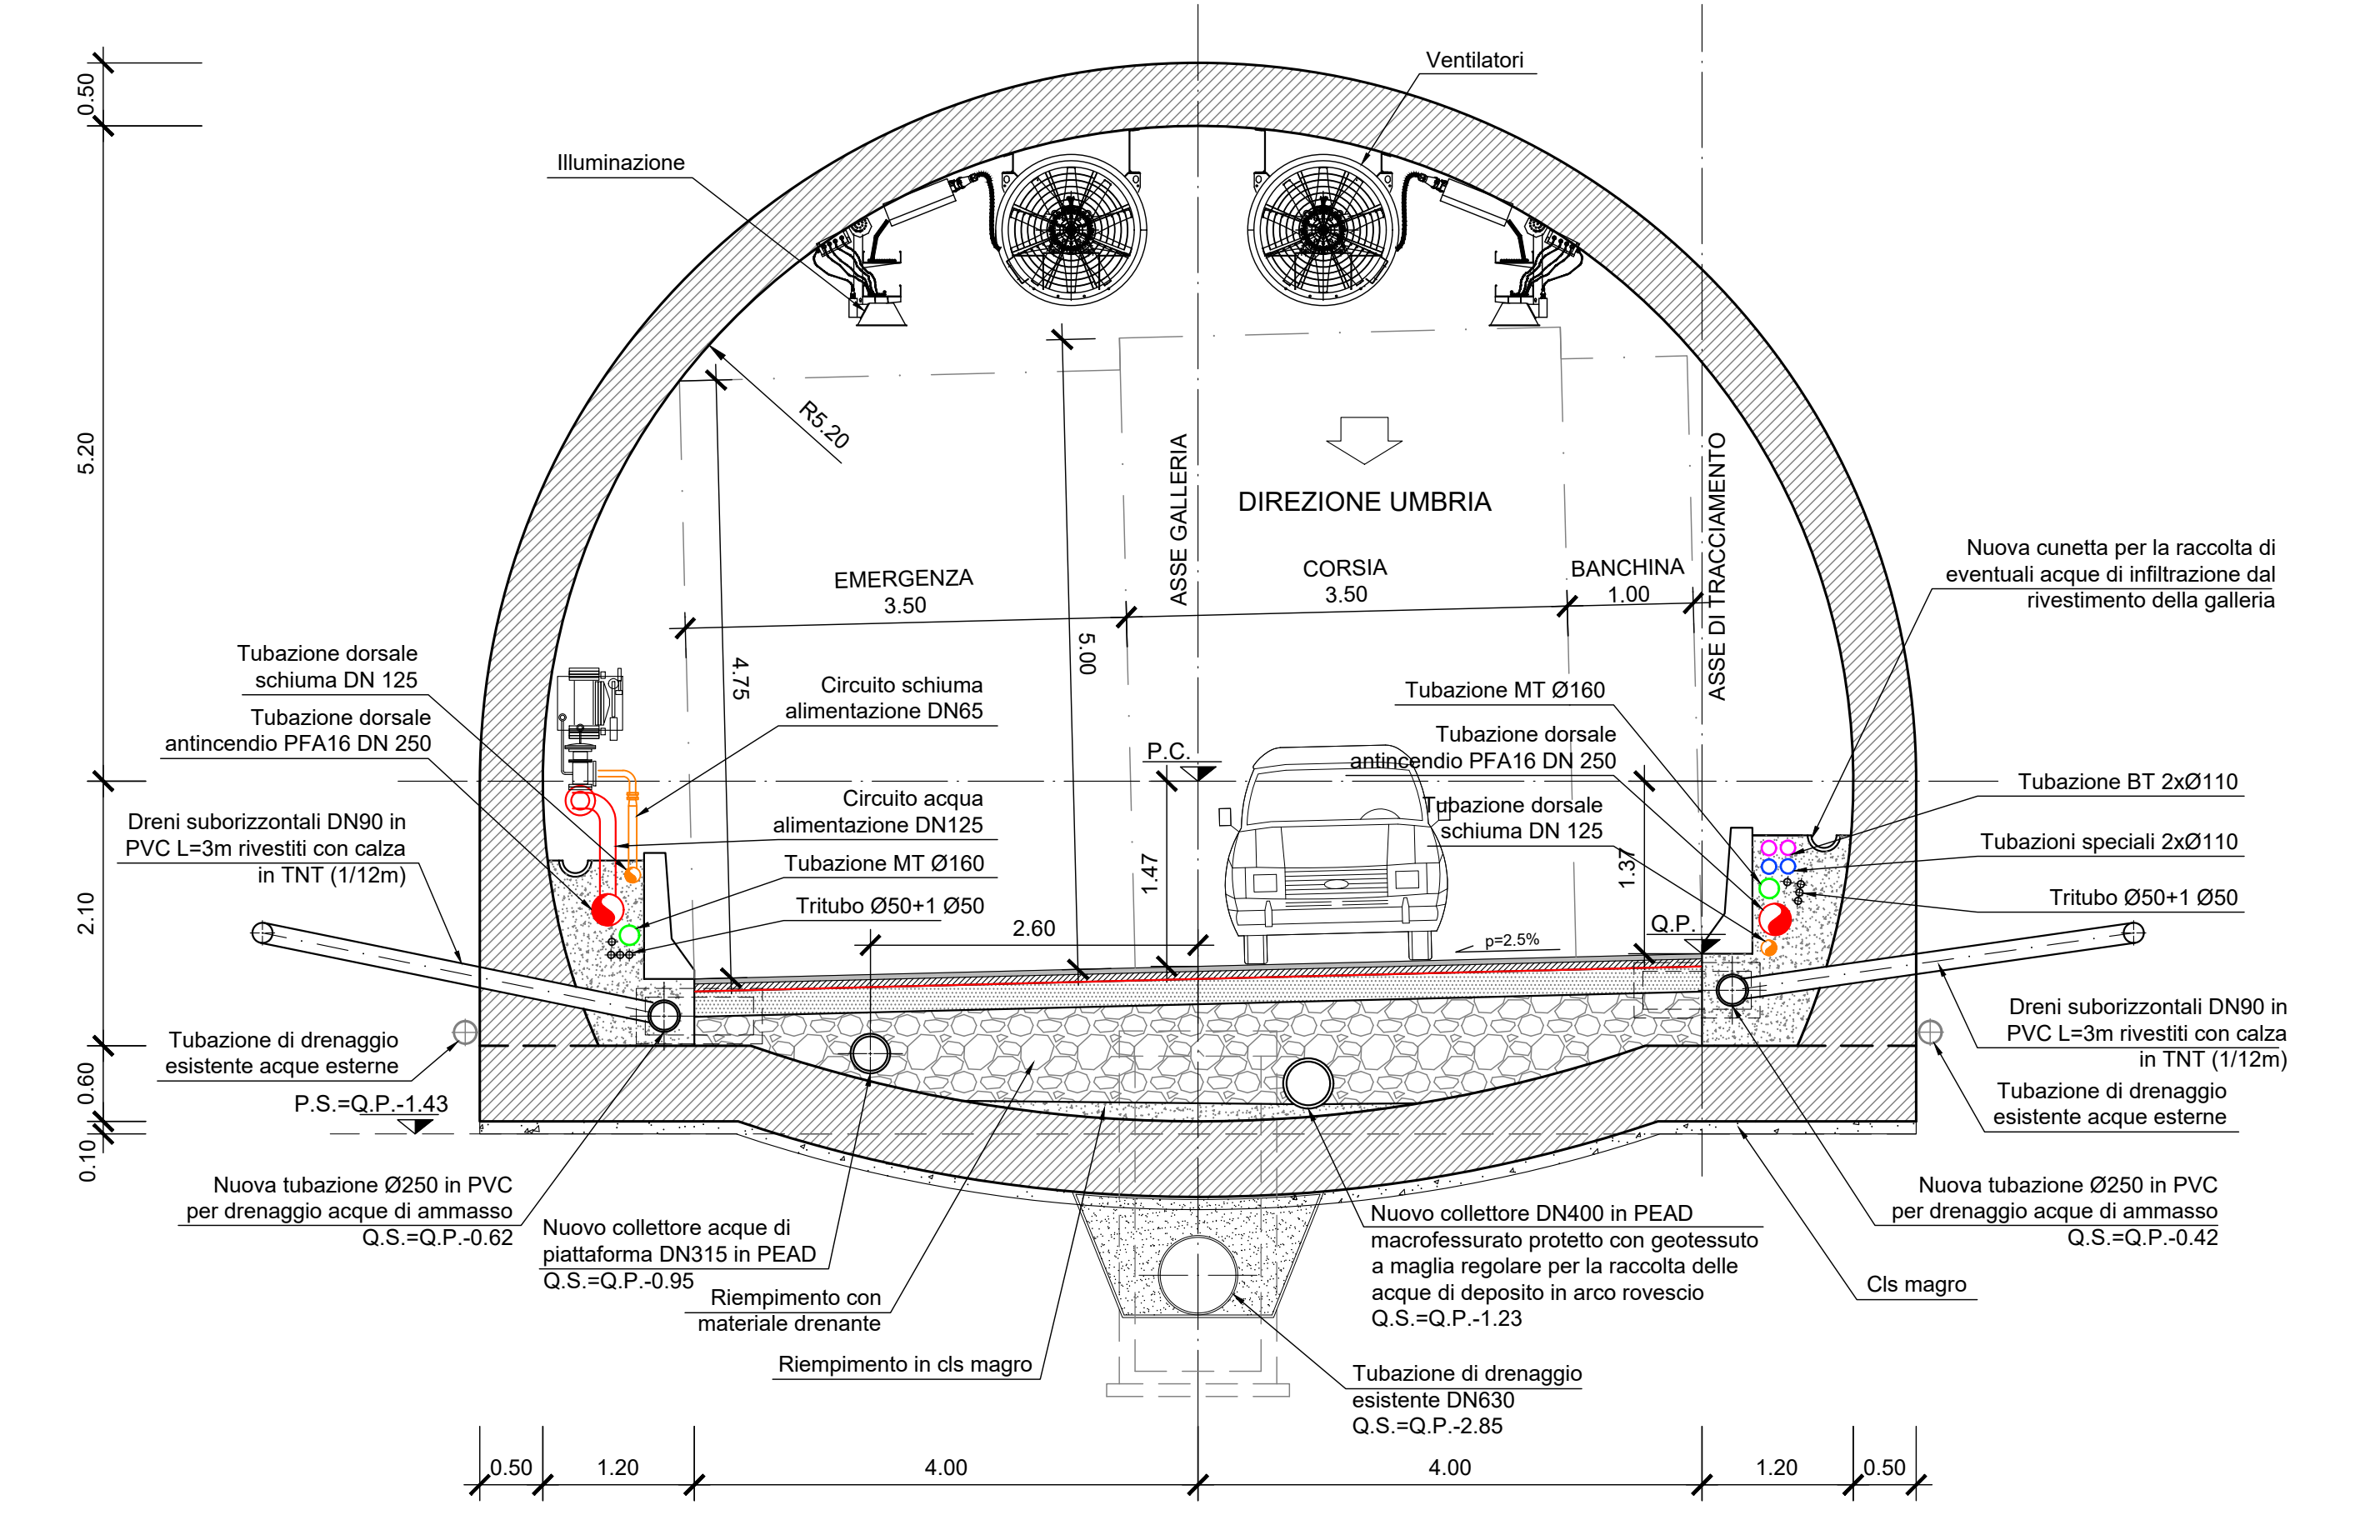 Ventilatori
0.50
Illuminazione
5.20
R5.20
ASSE GALLERIA
DIREZIONE UMBRIA
ASSE DI TRACCIAMENTO
EMERGENZA
3.50
CORSIA
3.50
BANCHINA
1.00
Nuova cunetta per la raccolta di
eventuali acque di infiltrazione dal
rivestimento della galleria
4.75
5.00
Tubazione dorsale
schiuma DN 125
Tubazione dorsale
antincendio PFA16 DN 250
Circuito schiuma
alimentazione DN65
P.C.
Tubazione MT Ø160
Tubazione dorsale
antincendio PFA16 DN 250
Tubazione dorsale
schiuma DN 125
Tubazione BT 2xØ110
Tubazioni speciali 2xØ110
Tritubo Ø50+1 Ø50
Circuito acqua
alimentazione DN125
Tubazione MT Ø160
Tritubo Ø50+1 Ø50
Dreni suborizzontali DN90 in
PVC L=3m rivestiti con calza
in TNT (1/12m)
2.10
1.47
1.37
2.60
p=2.5%
Q.P.
Tubazione di drenaggio
esistente acque esterne
Dreni suborizzontali DN90 in
PVC L=3m rivestiti con calza
in TNT (1/12m)
Tubazione di drenaggio
esistente acque esterne
0.60
P.S.=Q.P.-1.43
0.10
Nuova tubazione Ø250 in PVC
per drenaggio acque di ammasso
Q.S.=Q.P.-0.62
Nuovo collettore acque di
piattaforma DN315 in PEAD
Q.S.=Q.P.-0.95
Riempimento con
materiale drenante
Riempimento in cls magro
Nuovo collettore DN400 in PEAD
macrofessurato protetto con geotessuto
a maglia regolare per la raccolta delle
acque di deposito in arco rovescio
Q.S.=Q.P.-1.23
Tubazione di drenaggio
esistente DN630
Q.S.=Q.P.-2.85
Nuova tubazione Ø250 in PVC
per drenaggio acque di ammasso
Q.S.=Q.P.-0.42
Cls magro
0.50
1.20
4.00
4.00
1.20
0.50